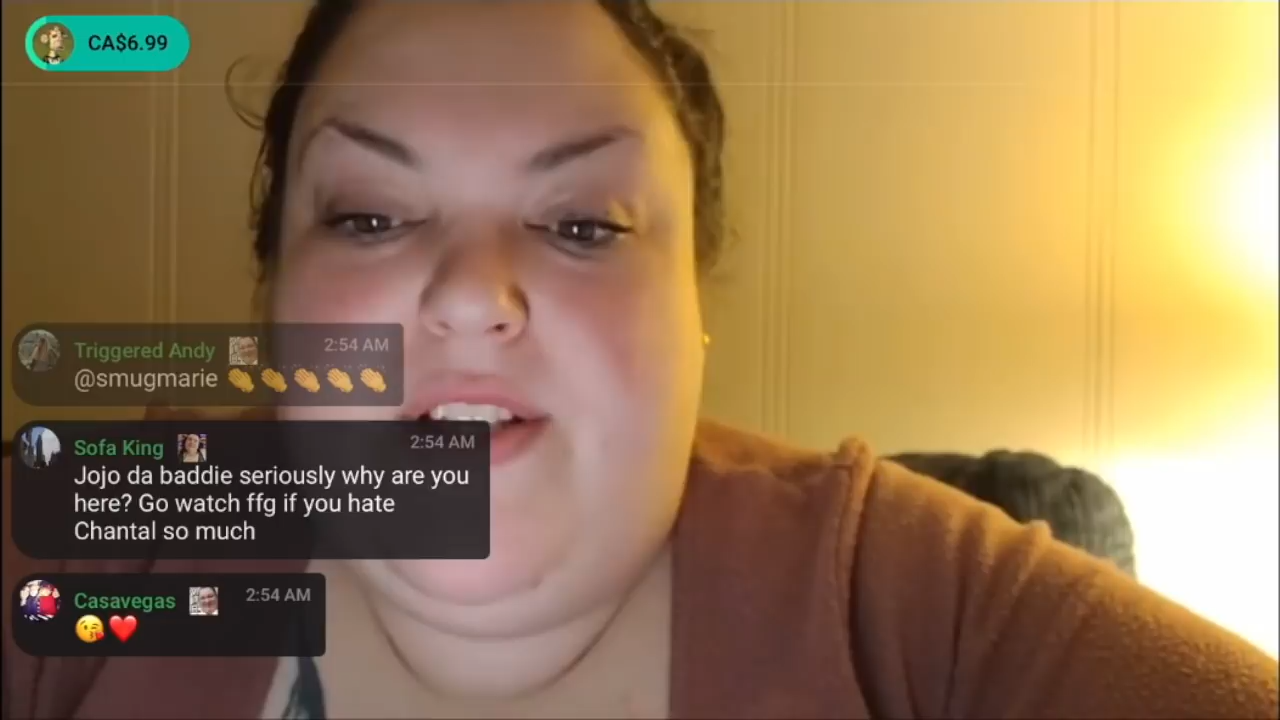 CA$6.99
Triggered Andy 2:54 AM
@smugmarie 👏👏👏👏👏
Sofa King 2:54 AM
Jojo da baddie seriously why are you
here? Go watch ffg if you hate
Chantal so much
Casavegas 2:54 AM
😘❤️